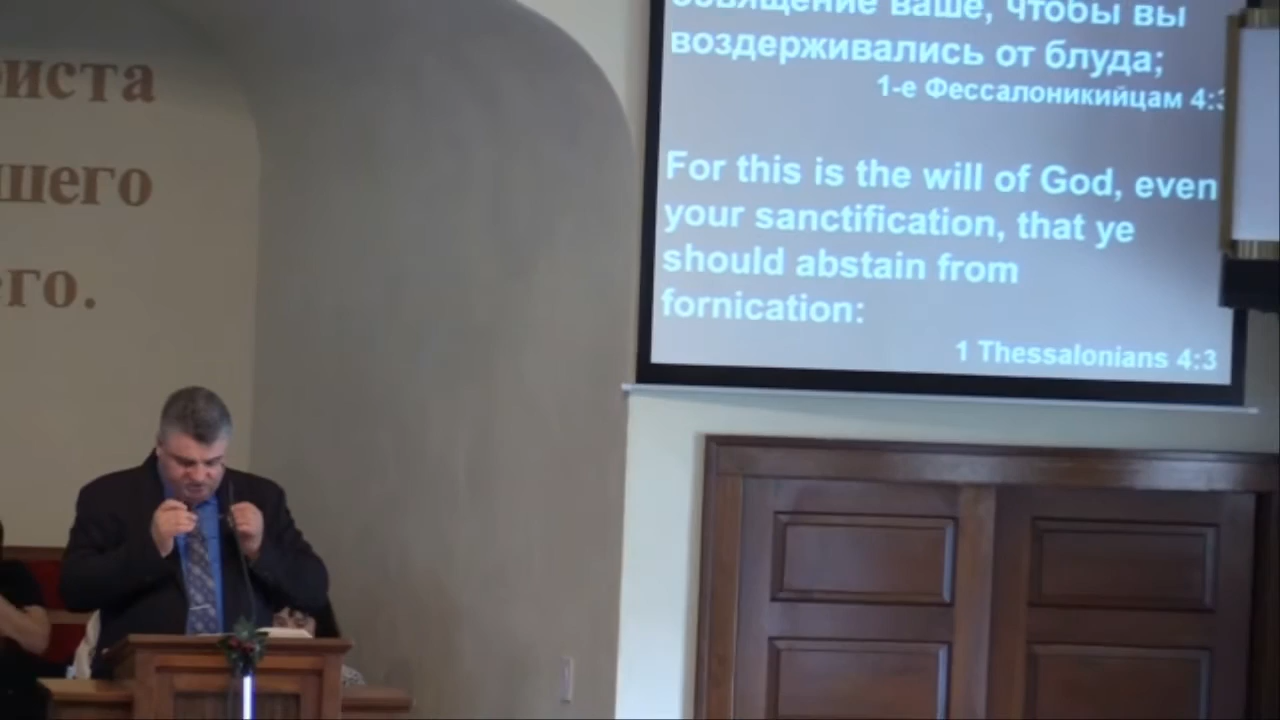 иста
шего
его.
освящение ваше, чтобы вы
воздерживались от блуда;
1-е Фессалоникийцам 4:3
For this is the will of God, even
your sanctification, that ye
should abstain from
fornication:
1 Thessalonians 4:3